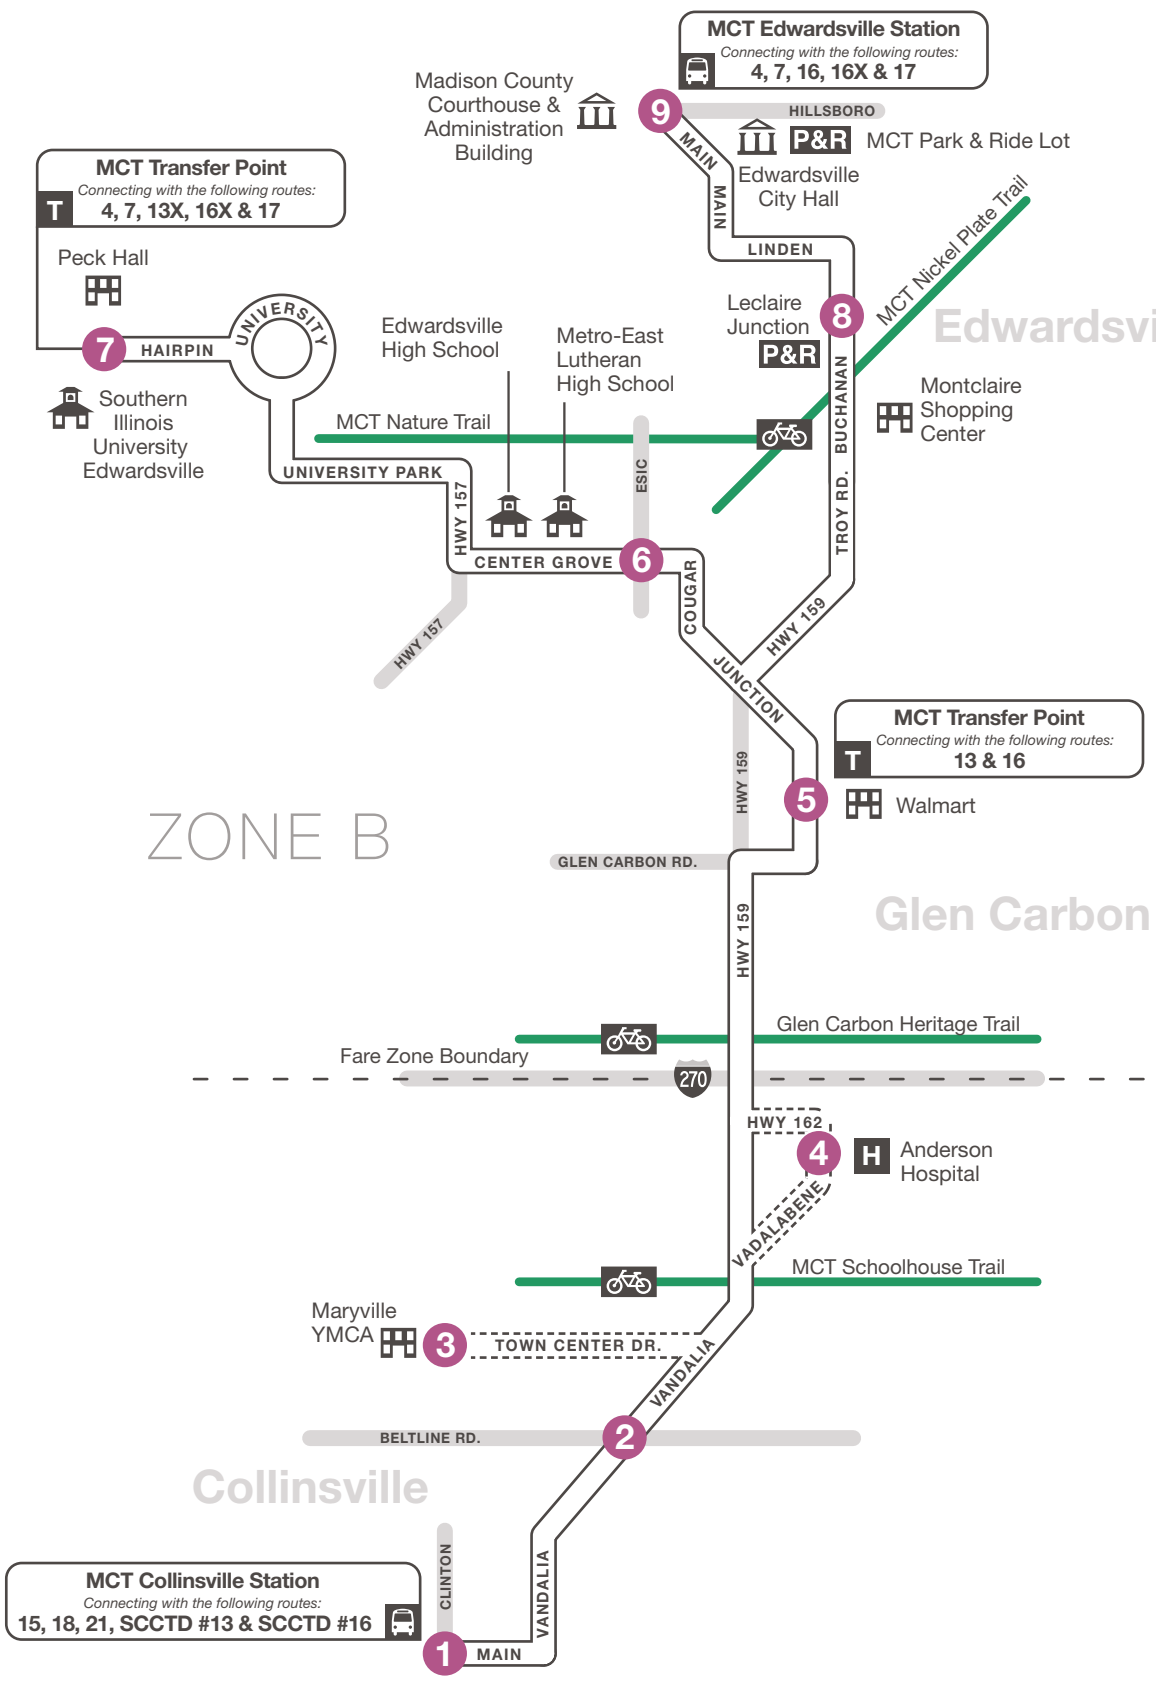 MCT Edwardsville Station
Connecting with the following routes:
4, 7, 16, 16X & 17
Madison County
Courthouse &
Administration
Building
9
HILLSBORO
P&R
MCT Park & Ride Lot
Edwardsville
City Hall
MAIN
MAIN
LINDEN
MCT Transfer Point
Connecting with the following routes:
T
4, 7, 13X, 16X & 17
Peck Hall
7
HAIRPIN
UNIVERSITY
Southern
Illinois
University
Edwardsville
Edwardsville
High School
Metro-East
Lutheran
High School
Leclaire
Junction
P&R
8
MCT Nickel Plate Trail
Edwardsvi
Montclaire
Shopping
Center
BUCHANAN
TROY RD.
MCT Nature Trail
UNIVERSITY PARK
HWY 157
ESIC
CENTER GROVE
6
COUGAR
HWY 159
HWY 157
JUNCTION
MCT Transfer Point
Connecting with the following routes:
T
13 & 16
HWY 159
5
Walmart
ZONE B
GLEN CARBON RD.
Glen Carbon
HWY 159
Glen Carbon Heritage Trail
Fare Zone Boundary
270
HWY 162
4
H
Anderson
Hospital
VADALABENE
MCT Schoolhouse Trail
Maryville
YMCA
3
TOWN CENTER DR.
VANDALIA
BELTLINE RD.
2
Collinsville
CLINTON
VANDALIA
MCT Collinsville Station
Connecting with the following routes:
15, 18, 21, SCCTD #13 & SCCTD #16
1
MAIN